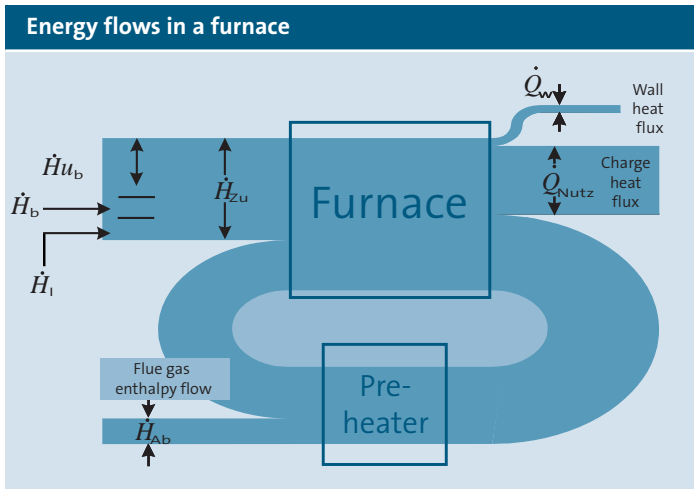 Energy flows in a furnace
Q̇w
Wall
heat
flux
Ḣub
Ḣb
Ḣl
ḢZu
Furnace
Q̇Nutz
Charge
heat
flux
Flue gas
enthalpy flow
ḢAb
Pre-
heater